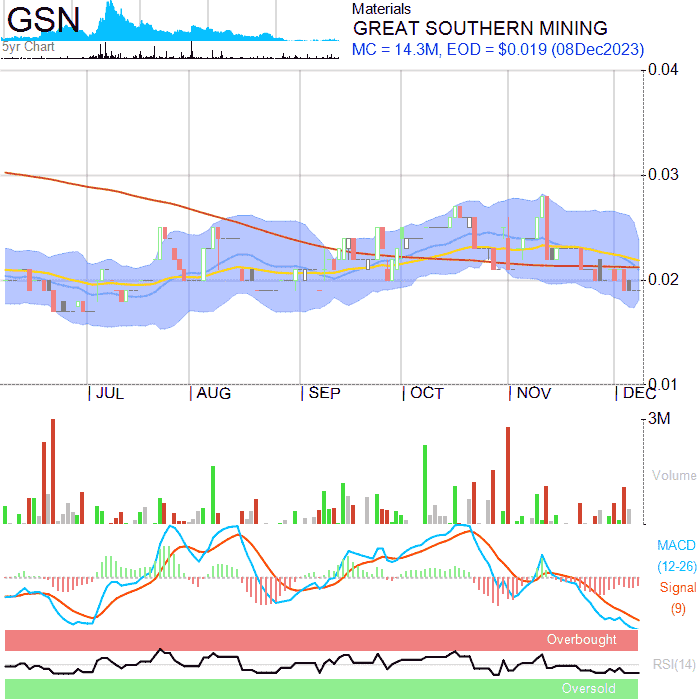 GSN
5yr Chart
Materials
GREAT SOUTHERN MINING
MC = 14.3M, EOD = $0.019 (08Dec2023)
0.04
0.03
0.02
0.01
JUL AUG SEP OCT NOV DEC
3M
Volume
MACD
(12-26)
Signal
(9)
Overbought
RSI(14)
Oversold